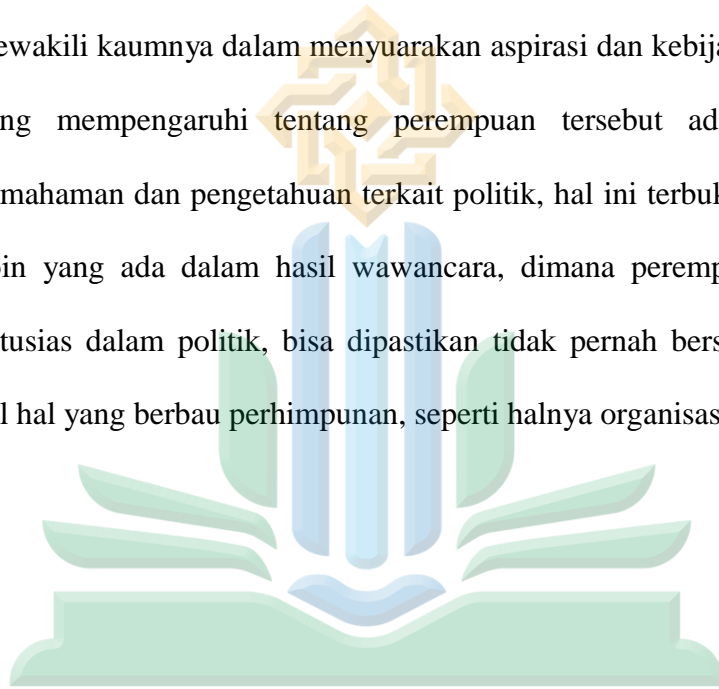 ewakili kaumnya dalam menyuarakan aspirasi dan kebija
ng mempengaruhi tentang perempuan tersebut ad
mahaman dan pengetahuan terkait politik, hal ini terbuk
in yang ada dalam hasil wawancara, dimana peremp
tusias dalam politik, bisa dipastikan tidak pernah bers
l hal yang berbau perhimpunan, seperti halnya organisas